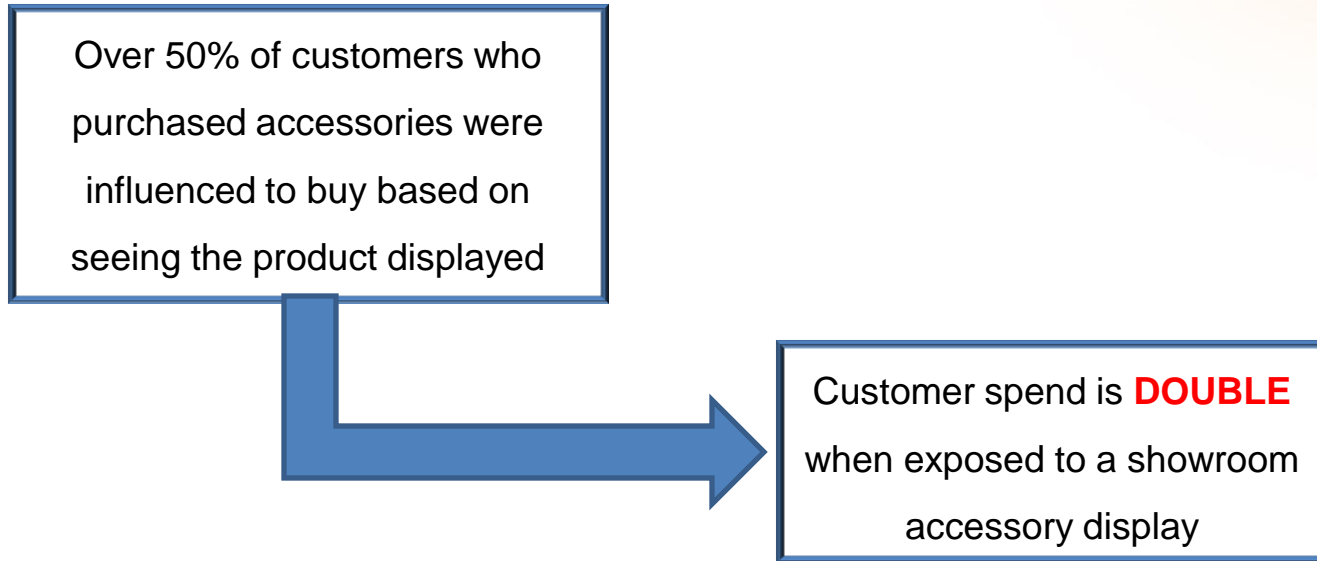 Over 50% of customers who
purchased accessories were
influenced to buy based on
seeing the product displayed
Customer spend is DOUBLE
when exposed to a showroom
accessory display